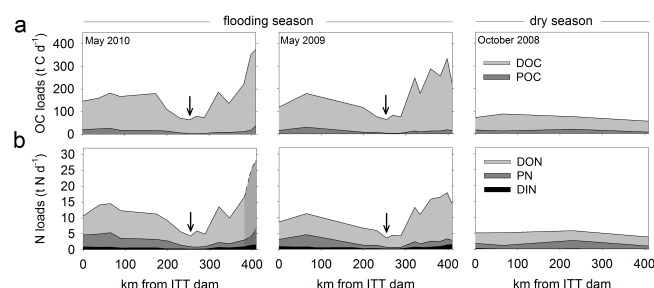 flooding season
dry season
a
May 2010
May 2009
October 2008
OC loads (t C d⁻¹)
400
300
200
100
0
DOC
POC
b
N loads (t N d⁻¹)
30
25
20
15
10
5
0
DON
PN
DIN
0 100 200 300 400
0 100 200 300 400
0 100 200 300 400
km from ITT dam
km from ITT dam
km from ITT dam